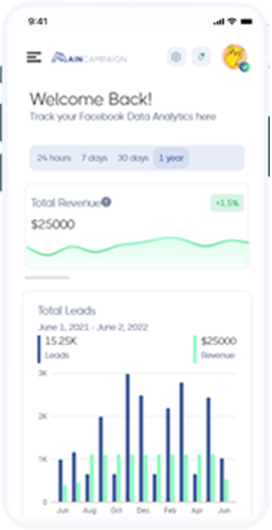 9:41
AINCAMPAIGN
Welcome Back!
Track your Facebook Data Analytics here
24 hours 7 days 30 days 1 year
Total Revenue
+1.5%
$25000
Total Leads
June 1, 2021 - June 2, 2022
15.25K $25000
Leads Revenue
3K
2K
1K
0
Jun Aug Oct Dec Feb Apr Jun